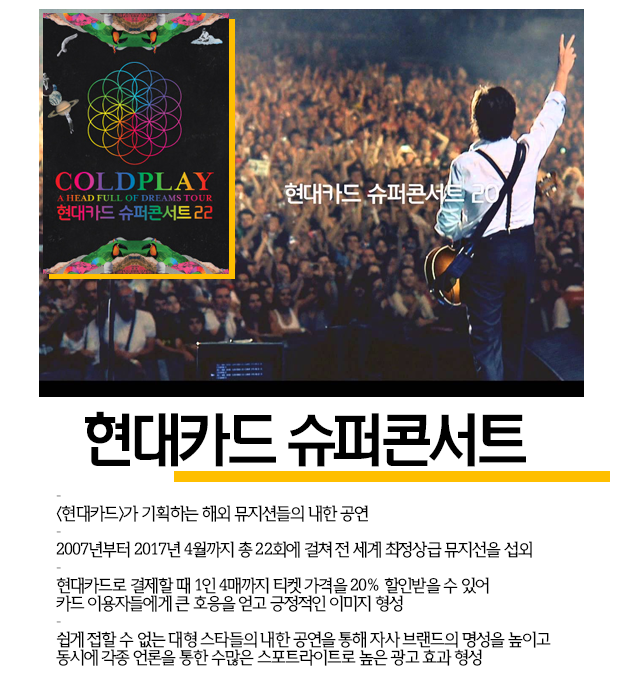 COLDPLAY
A HEAD FULL OF DREAMS TOUR
현대카드 슈퍼콘서트 22
현대카드 슈퍼콘서트 20
현대카드 슈퍼콘서트
-
<현대카드>가 기획하는 해외 뮤지션들의 내한 공연
-
2007년부터 2017년 4월까지 총 22회에 걸쳐 전 세계 최정상급 뮤지션을 섭외
-
현대카드로 결제할 때 1인 4매까지 티켓 가격을 20% 할인받을 수 있어
카드 이용자들에게 큰 호응을 얻고 긍정적인 이미지 형성
-
쉽게 접할 수 없는 대형 스타들의 내한 공연을 통해 자사 브랜드의 명성을 높이고
동시에 각종 언론을 통한 수많은 스포트라이트로 높은 광고 효과 형성